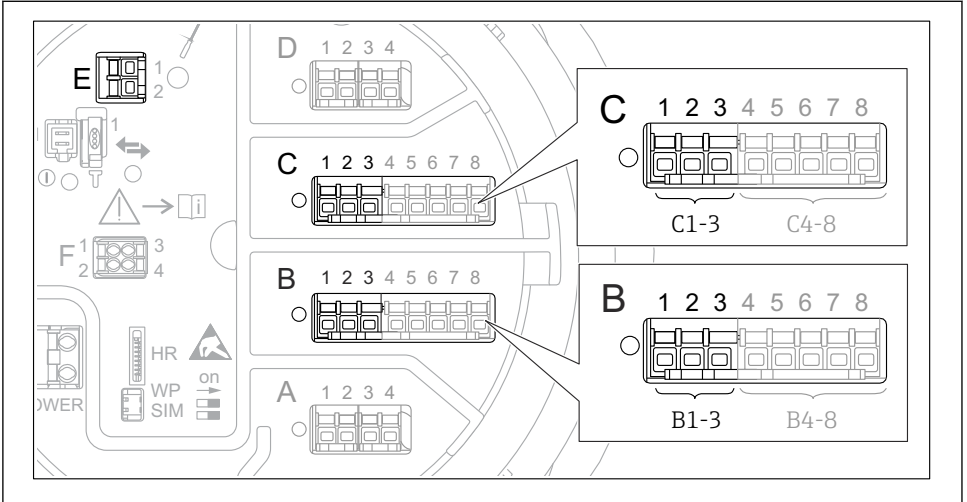 D 1 2 3 4
E 1
2
1
C 1 2 3 4 5 6 7 8
C 1 2 3 4 5 6 7 8
C1-3 C4-8
i
F 1 3
2 4
B 1 2 3 4 5 6 7 8
B 1 2 3 4 5 6 7 8
B1-3 B4-8
HR
on
WP
SIM
OWER
A 1 2 3 4